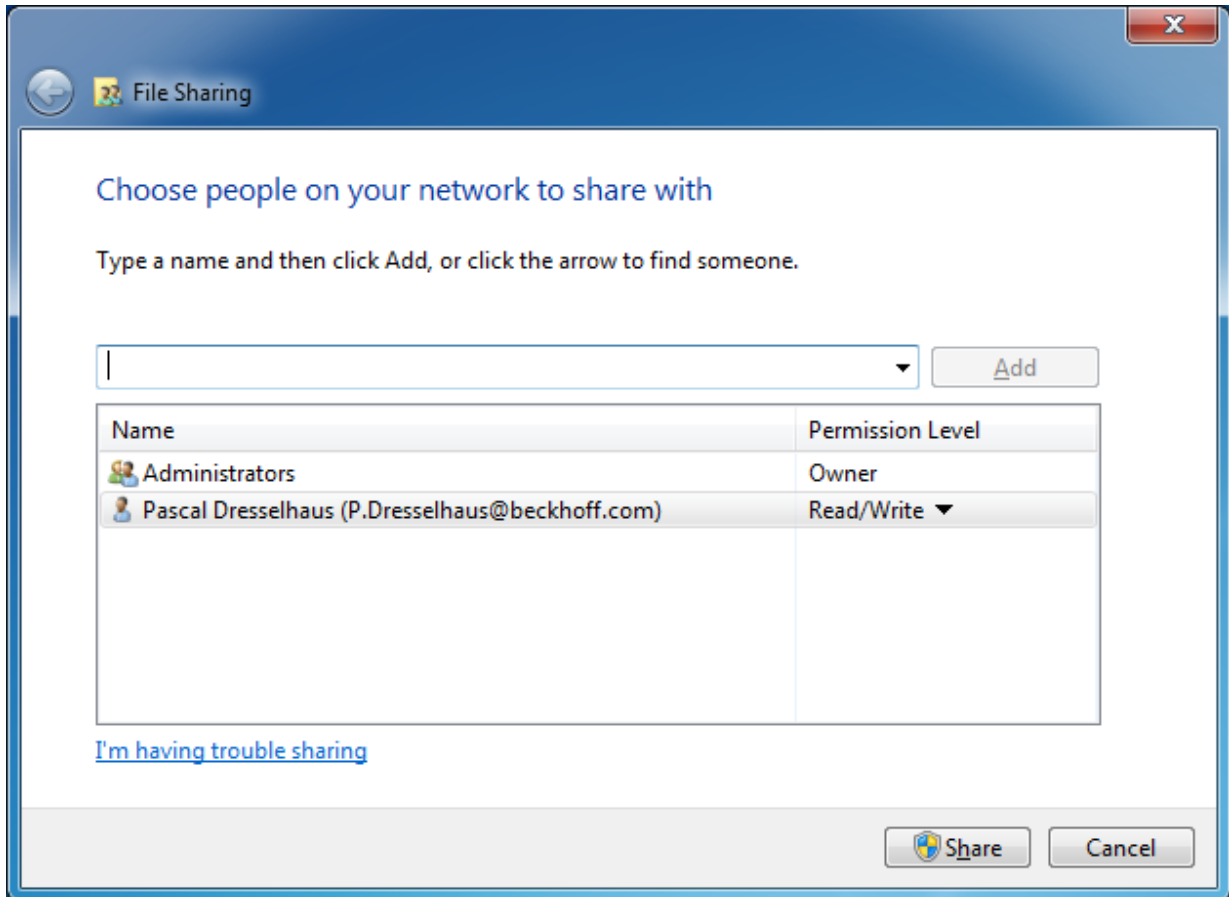 File Sharing
Choose people on your network to share with
Type a name and then click Add, or click the arrow to find someone.
Add
Name Permission Level
Administrators Owner
Pascal Dresselhaus (P.Dresselhaus@beckhoff.com) Read/Write
I'm having trouble sharing
Share Cancel